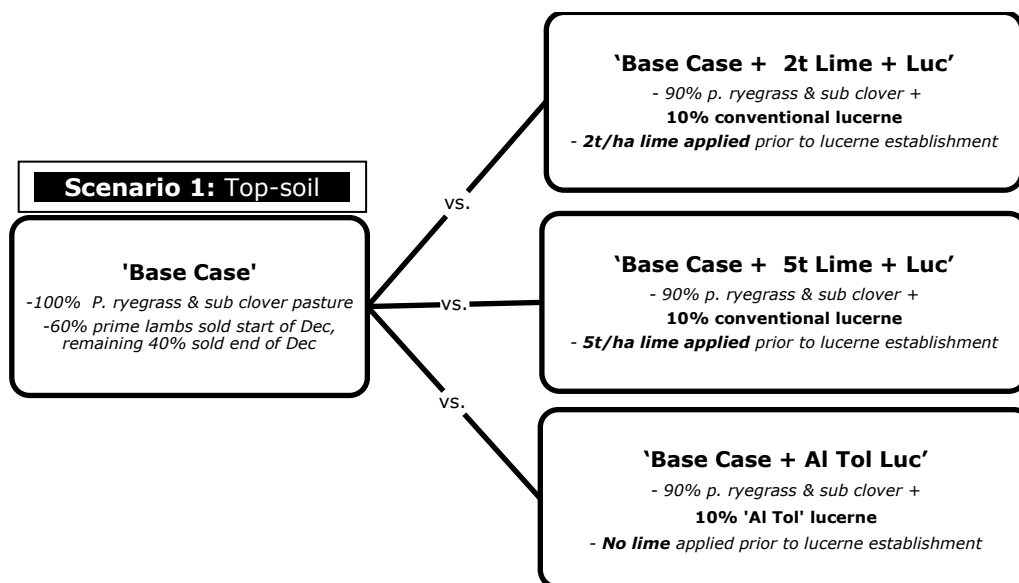 Scenario 1: Top-soil
'Base Case'
-100% P. ryegrass & sub clover pasture
-60% prime lambs sold start of Dec,
remaining 40% sold end of Dec
vs.
vs.
vs.
‘Base Case + 2t Lime + Luc’
- 90% p. ryegrass & sub clover +
10% conventional lucerne
- 2t/ha lime applied prior to lucerne establishment
‘Base Case + 5t Lime + Luc’
- 90% p. ryegrass & sub clover +
10% conventional lucerne
- 5t/ha lime applied prior to lucerne establishment
‘Base Case + Al Tol Luc’
- 90% p. ryegrass & sub clover +
10% 'Al Tol' lucerne
- No lime applied prior to lucerne establishment